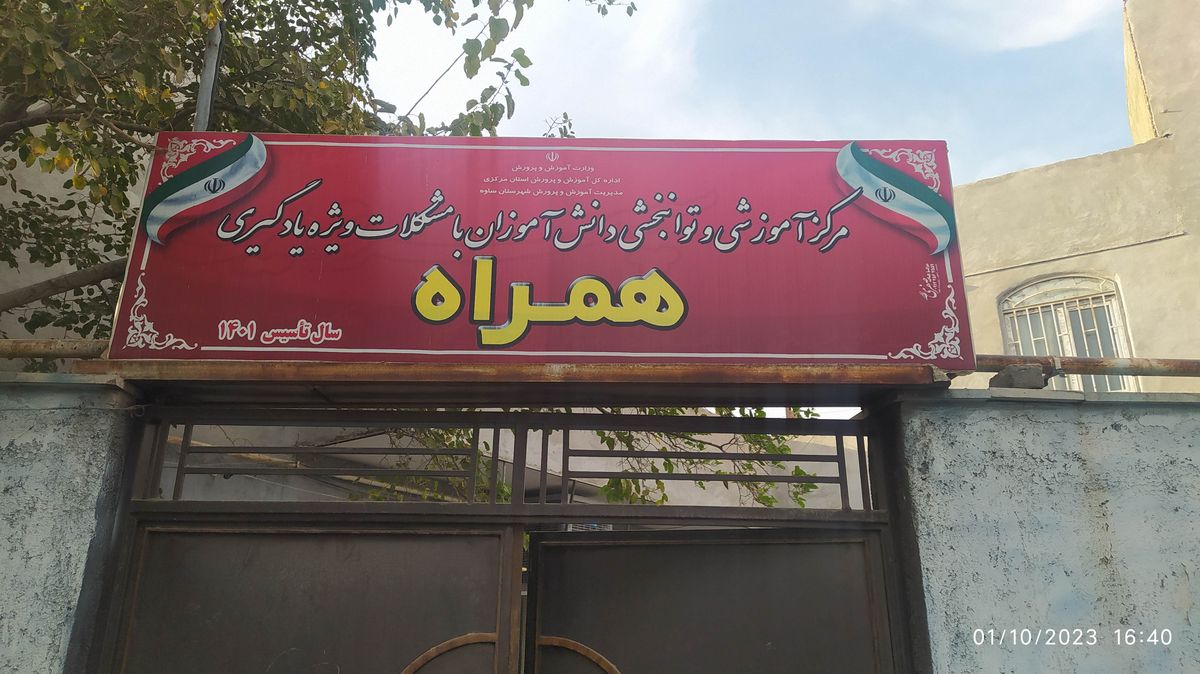 وزارت آموزش و پرورش
اداره کل آموزش و پرورش استان مرکزی
مدیریت آموزش و پرورش شهرستان ساوه
مرکز آموزشی و توانبخشی دانش آموزان با مشکلات ویژه یادگیری
همراه
سال تأسیس ۱۴۰۱
01/10/2023 16:40